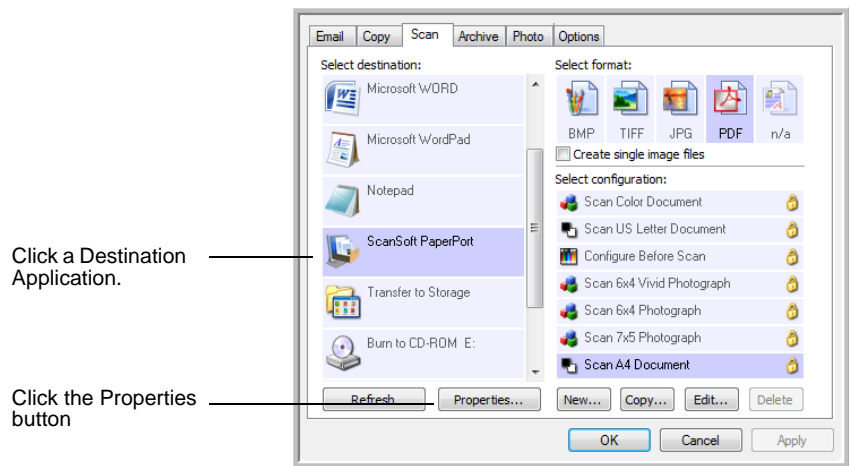 Email Copy Scan Archive Photo Options
Select destination:
Microsoft WORD
Microsoft WordPad
Notepad
ScanSoft PaperPort
Transfer to Storage
Burn to CD-ROM E:
Refresh Properties...
Select format:
BMP TIFF JPG PDF n/a
Create single image files
Select configuration:
Scan Color Document
Scan US Letter Document
Configure Before Scan
Scan 6x4 Vivid Photograph
Scan 6x4 Photograph
Scan 7x5 Photograph
Scan A4 Document
New... Copy... Edit... Delete
OK Cancel Apply
Click a Destination
Application.
Click the Properties
button